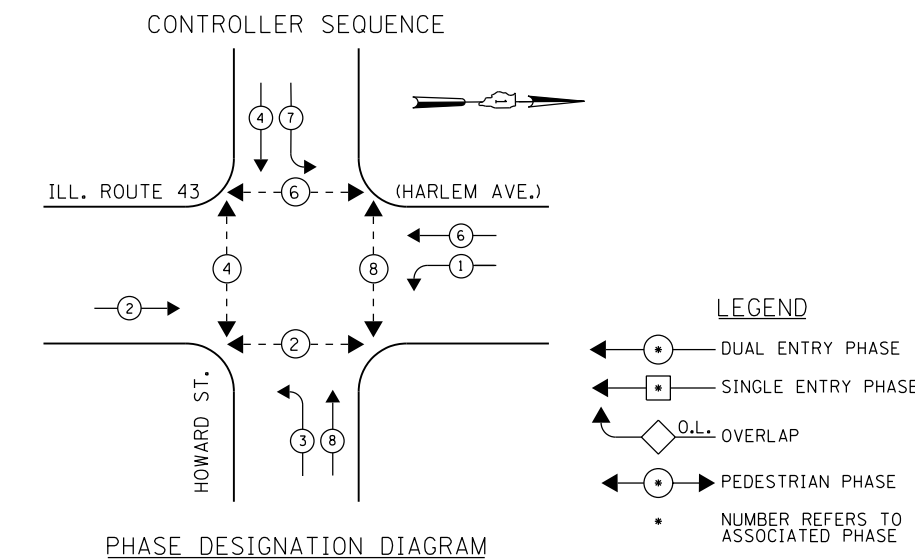 CONTROLLER SEQUENCE
4 7
ILL. ROUTE 43 6 (HARLEM AVE.)
6
4 8 1
2
2
HOWARD ST.
3 8
PHASE DESIGNATION DIAGRAM
LEGEND
* DUAL ENTRY PHASE
* SINGLE ENTRY PHASE
O.L. OVERLAP
* PEDESTRIAN PHASE
* NUMBER REFERS TO
ASSOCIATED PHASE